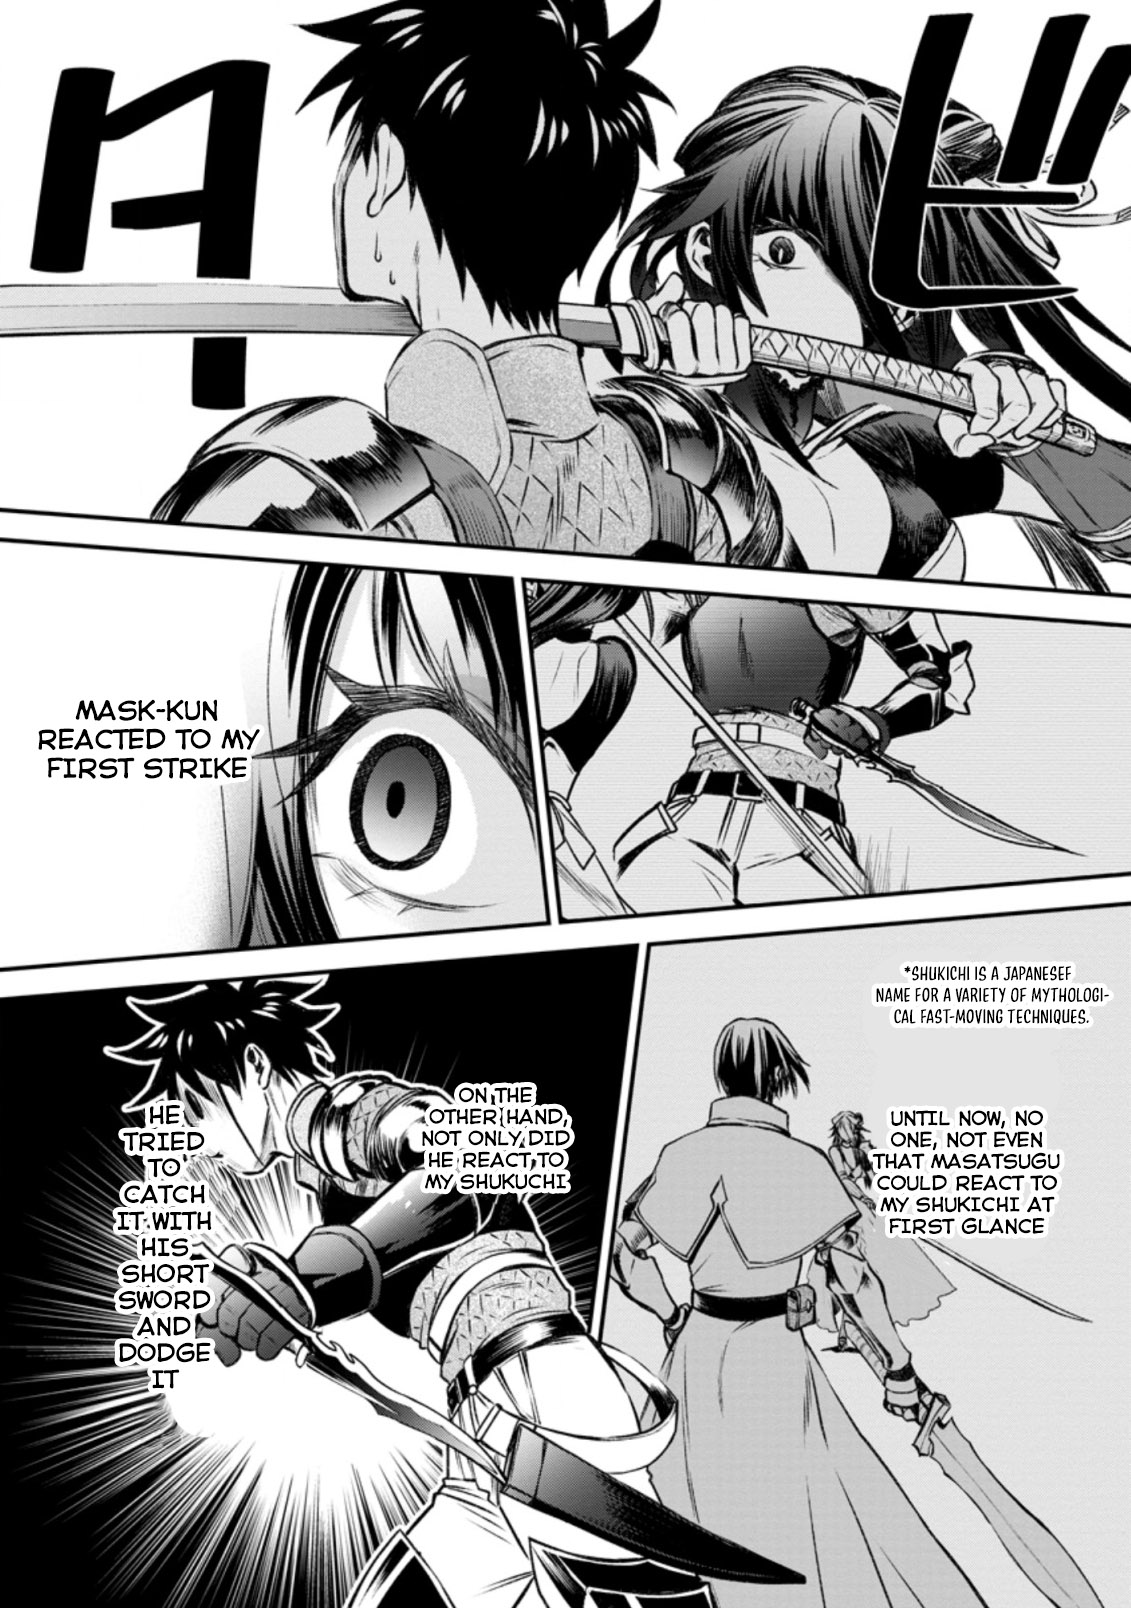 ビタ
MASK-KUN
REACTED TO MY
FIRST STRIKE
*SHUKICHI IS A JAPANESEF
NAME FOR A VARIETY OF MYTHOLOGI-
CAL FAST-MOVING TECHNIQUES.
UNTIL NOW, NO
ONE, NOT EVEN
THAT MASATSUGU
COULD REACT TO
MY SHUKICHI AT
FIRST GLANCE
ON THE
OTHER HAND,
NOT ONLY DID
HE REACT TO
MY SHUKUCHI
HE
TRIED
TO
CATCH
IT WITH
HIS
SHORT
SWORD
AND
DODGE
IT